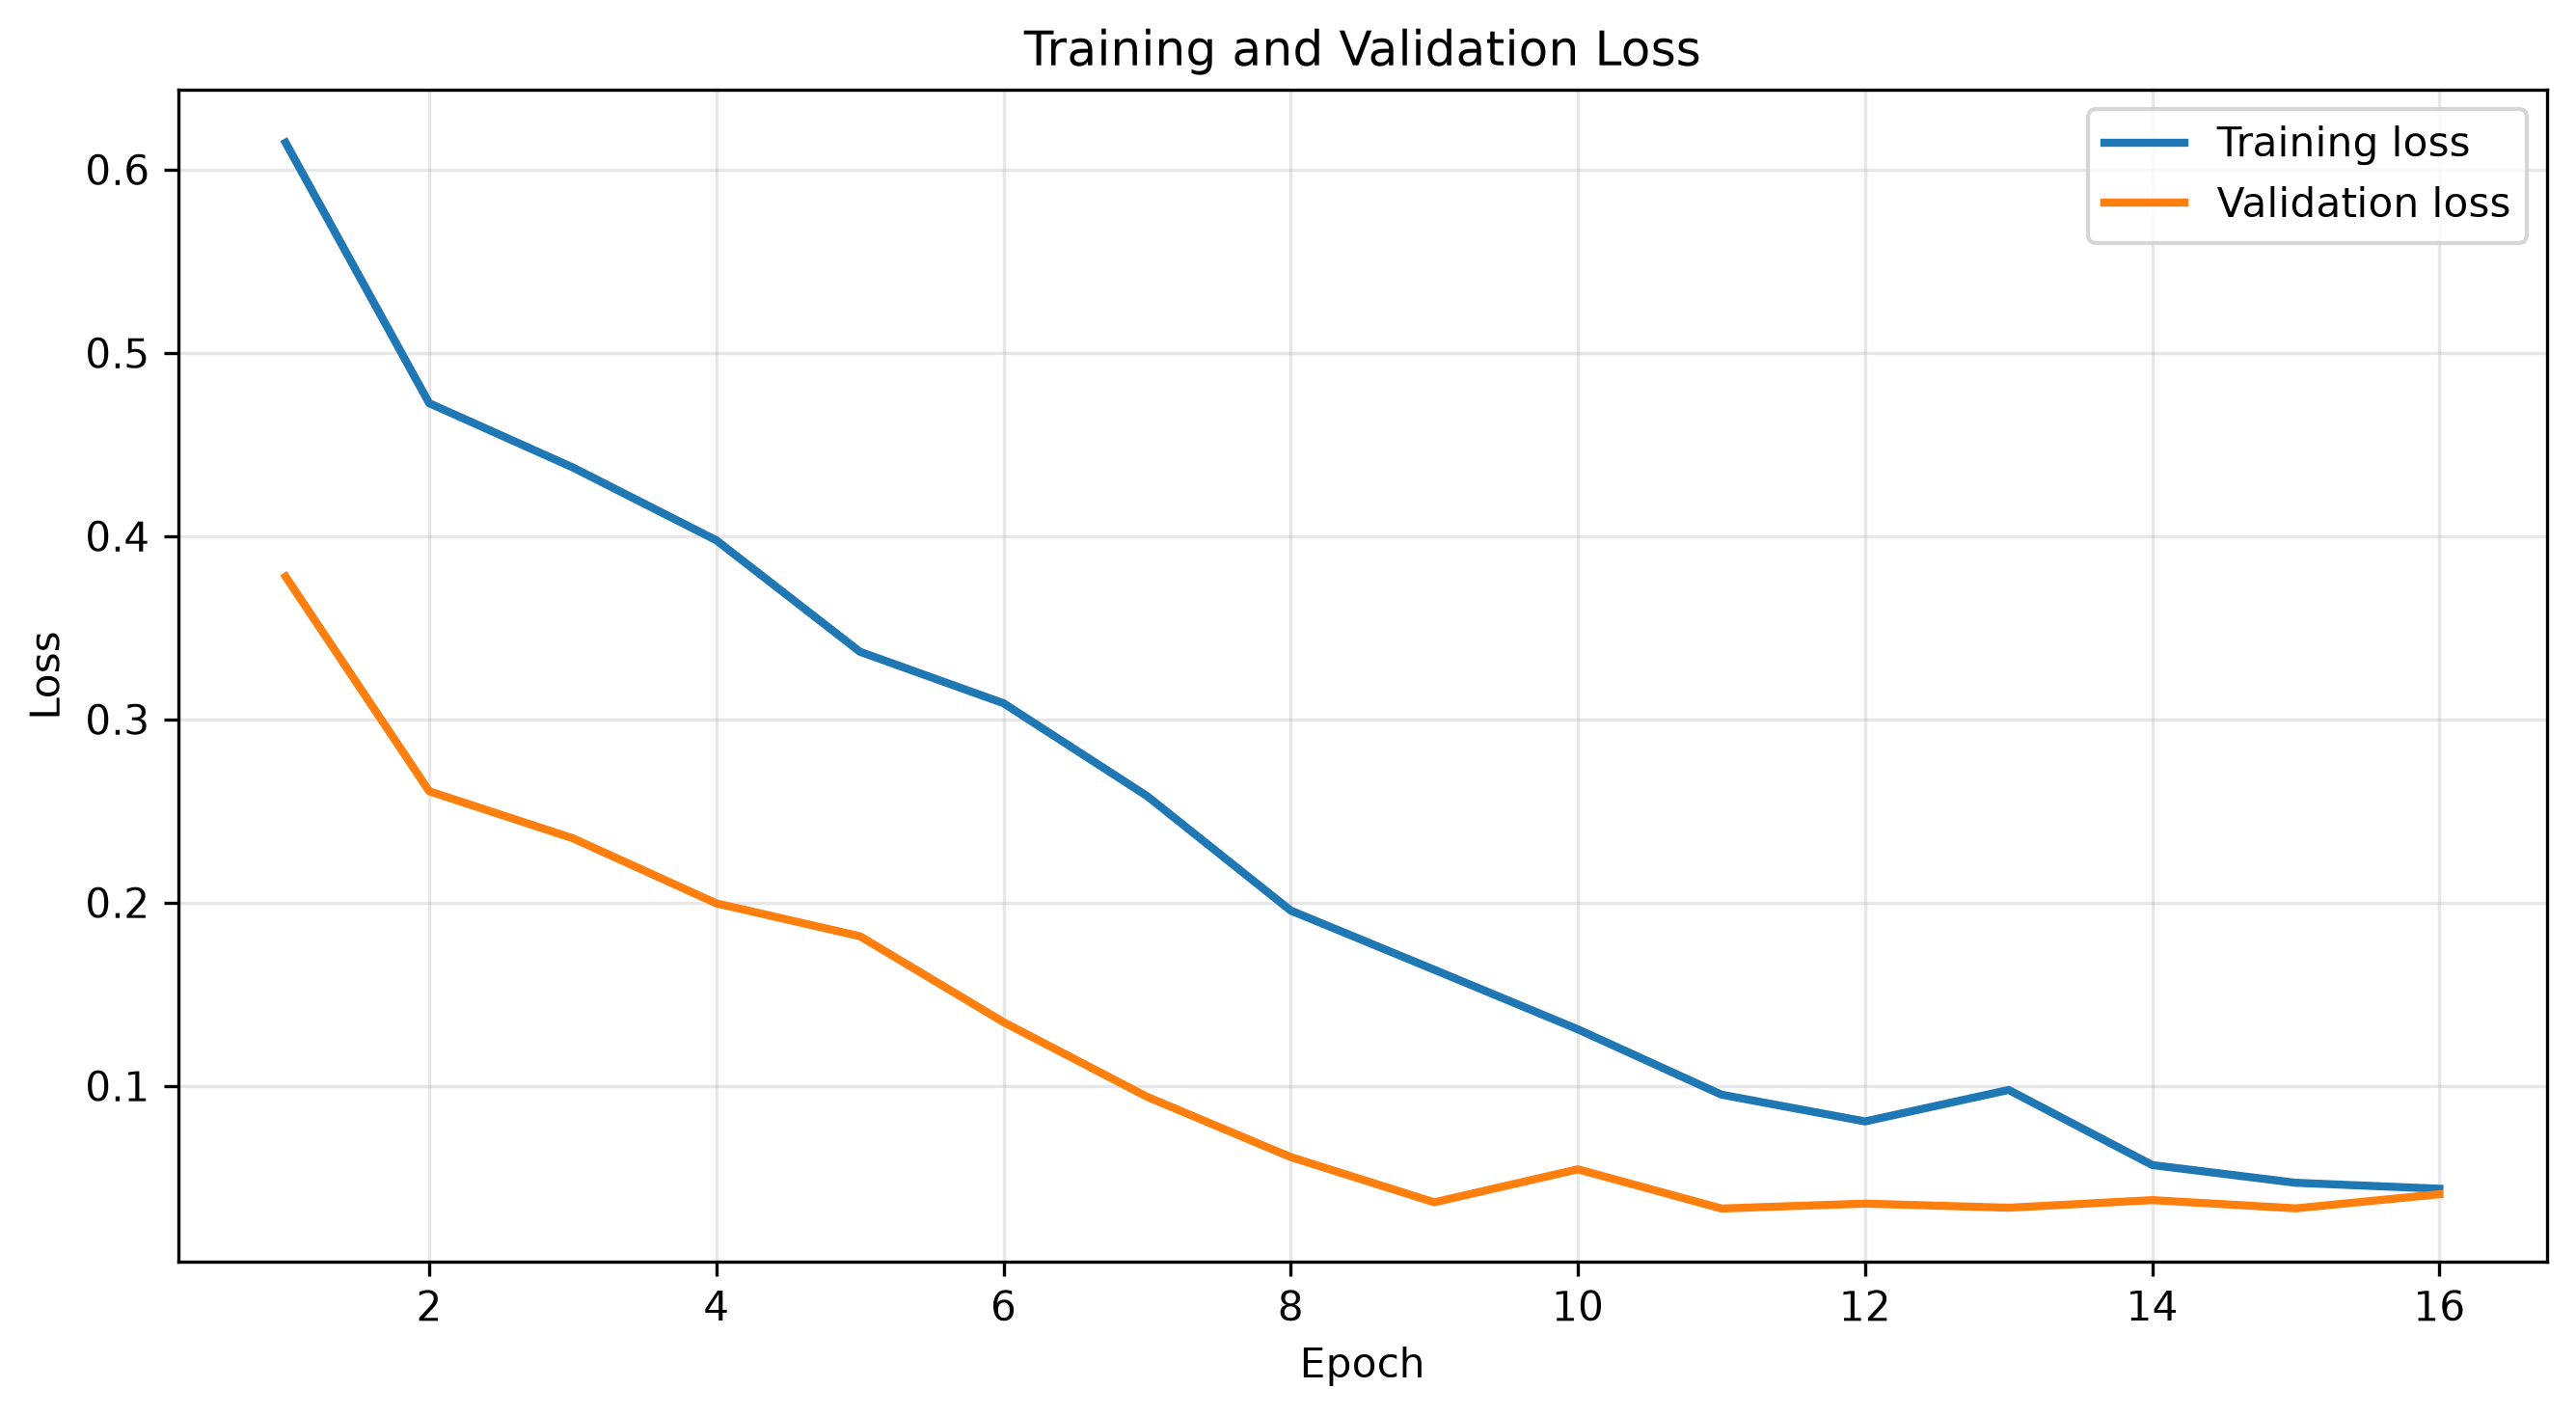 Training and Validation Loss
Training loss
Validation loss
0.6
0.5
0.4
0.3
0.2
0.1
Loss
2 4 6 8 10 12 14 16
Epoch